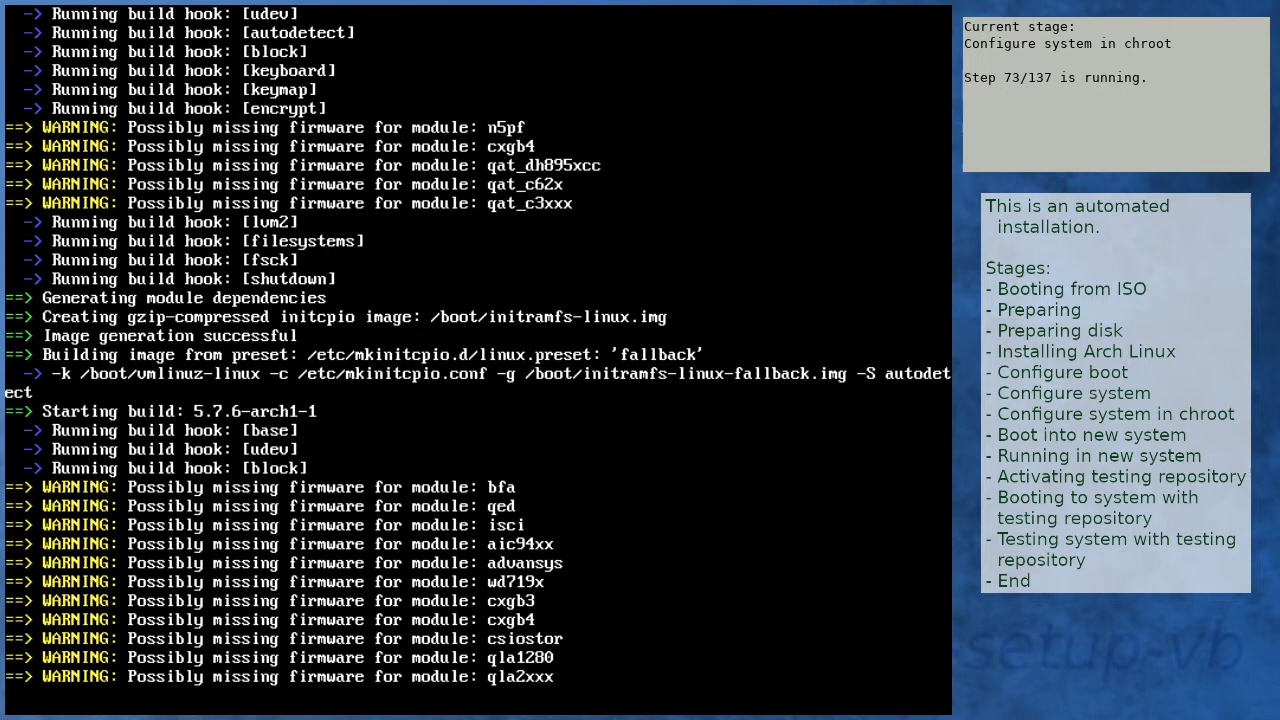 -> Running build hook: [udev]
-> Running build hook: [autodetect]
-> Running build hook: [block]
-> Running build hook: [keyboard]
-> Running build hook: [keymap]
-> Running build hook: [encrypt]
==> WARNING: Possibly missing firmware for module: n5pf
==> WARNING: Possibly missing firmware for module: cxgb4
==> WARNING: Possibly missing firmware for module: qat_dh895xcc
==> WARNING: Possibly missing firmware for module: qat_c62x
==> WARNING: Possibly missing firmware for module: qat_c3xxx
-> Running build hook: [lvm2]
-> Running build hook: [filesystems]
-> Running build hook: [fsck]
-> Running build hook: [shutdown]
==> Generating module dependencies
==> Creating gzip-compressed initcpio image: /boot/initramfs-linux.img
==> Image generation successful
==> Building image from preset: /etc/mkinitcpio.d/linux.preset: 'fallback'
-> -k /boot/vmlinuz-linux -c /etc/mkinitcpio.conf -g /boot/initramfs-linux-fallback.img -S autodet
ect
==> Starting build: 5.7.6-arch1-1
-> Running build hook: [base]
-> Running build hook: [udev]
-> Running build hook: [block]
==> WARNING: Possibly missing firmware for module: bfa
==> WARNING: Possibly missing firmware for module: qed
==> WARNING: Possibly missing firmware for module: isci
==> WARNING: Possibly missing firmware for module: aic94xx
==> WARNING: Possibly missing firmware for module: advansys
==> WARNING: Possibly missing firmware for module: wd719x
==> WARNING: Possibly missing firmware for module: cxgb3
==> WARNING: Possibly missing firmware for module: cxgb4
==> WARNING: Possibly missing firmware for module: csiostor
==> WARNING: Possibly missing firmware for module: qla1280
==> WARNING: Possibly missing firmware for module: qla2xxx
Current stage:
Configure system in chroot
Step 73/137 is running.
This is an automated
installation.
Stages:
- Booting from ISO
- Preparing
- Preparing disk
- Installing Arch Linux
- Configure boot
- Configure system
- Configure system in chroot
- Boot into new system
- Running in new system
- Activating testing repository
- Booting to system with
testing repository
- Testing system with testing
repository
- End
setup-vb